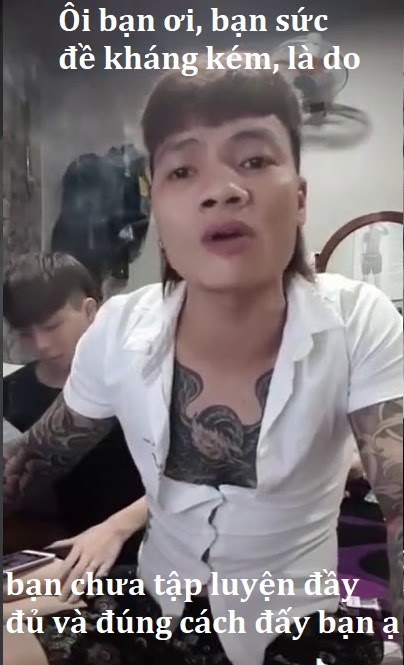 Ôi bạn ơi, bạn sức
đề kháng kém, là do
bạn chưa tập luyện đầy
đủ và đúng cách đấy bạn ạ